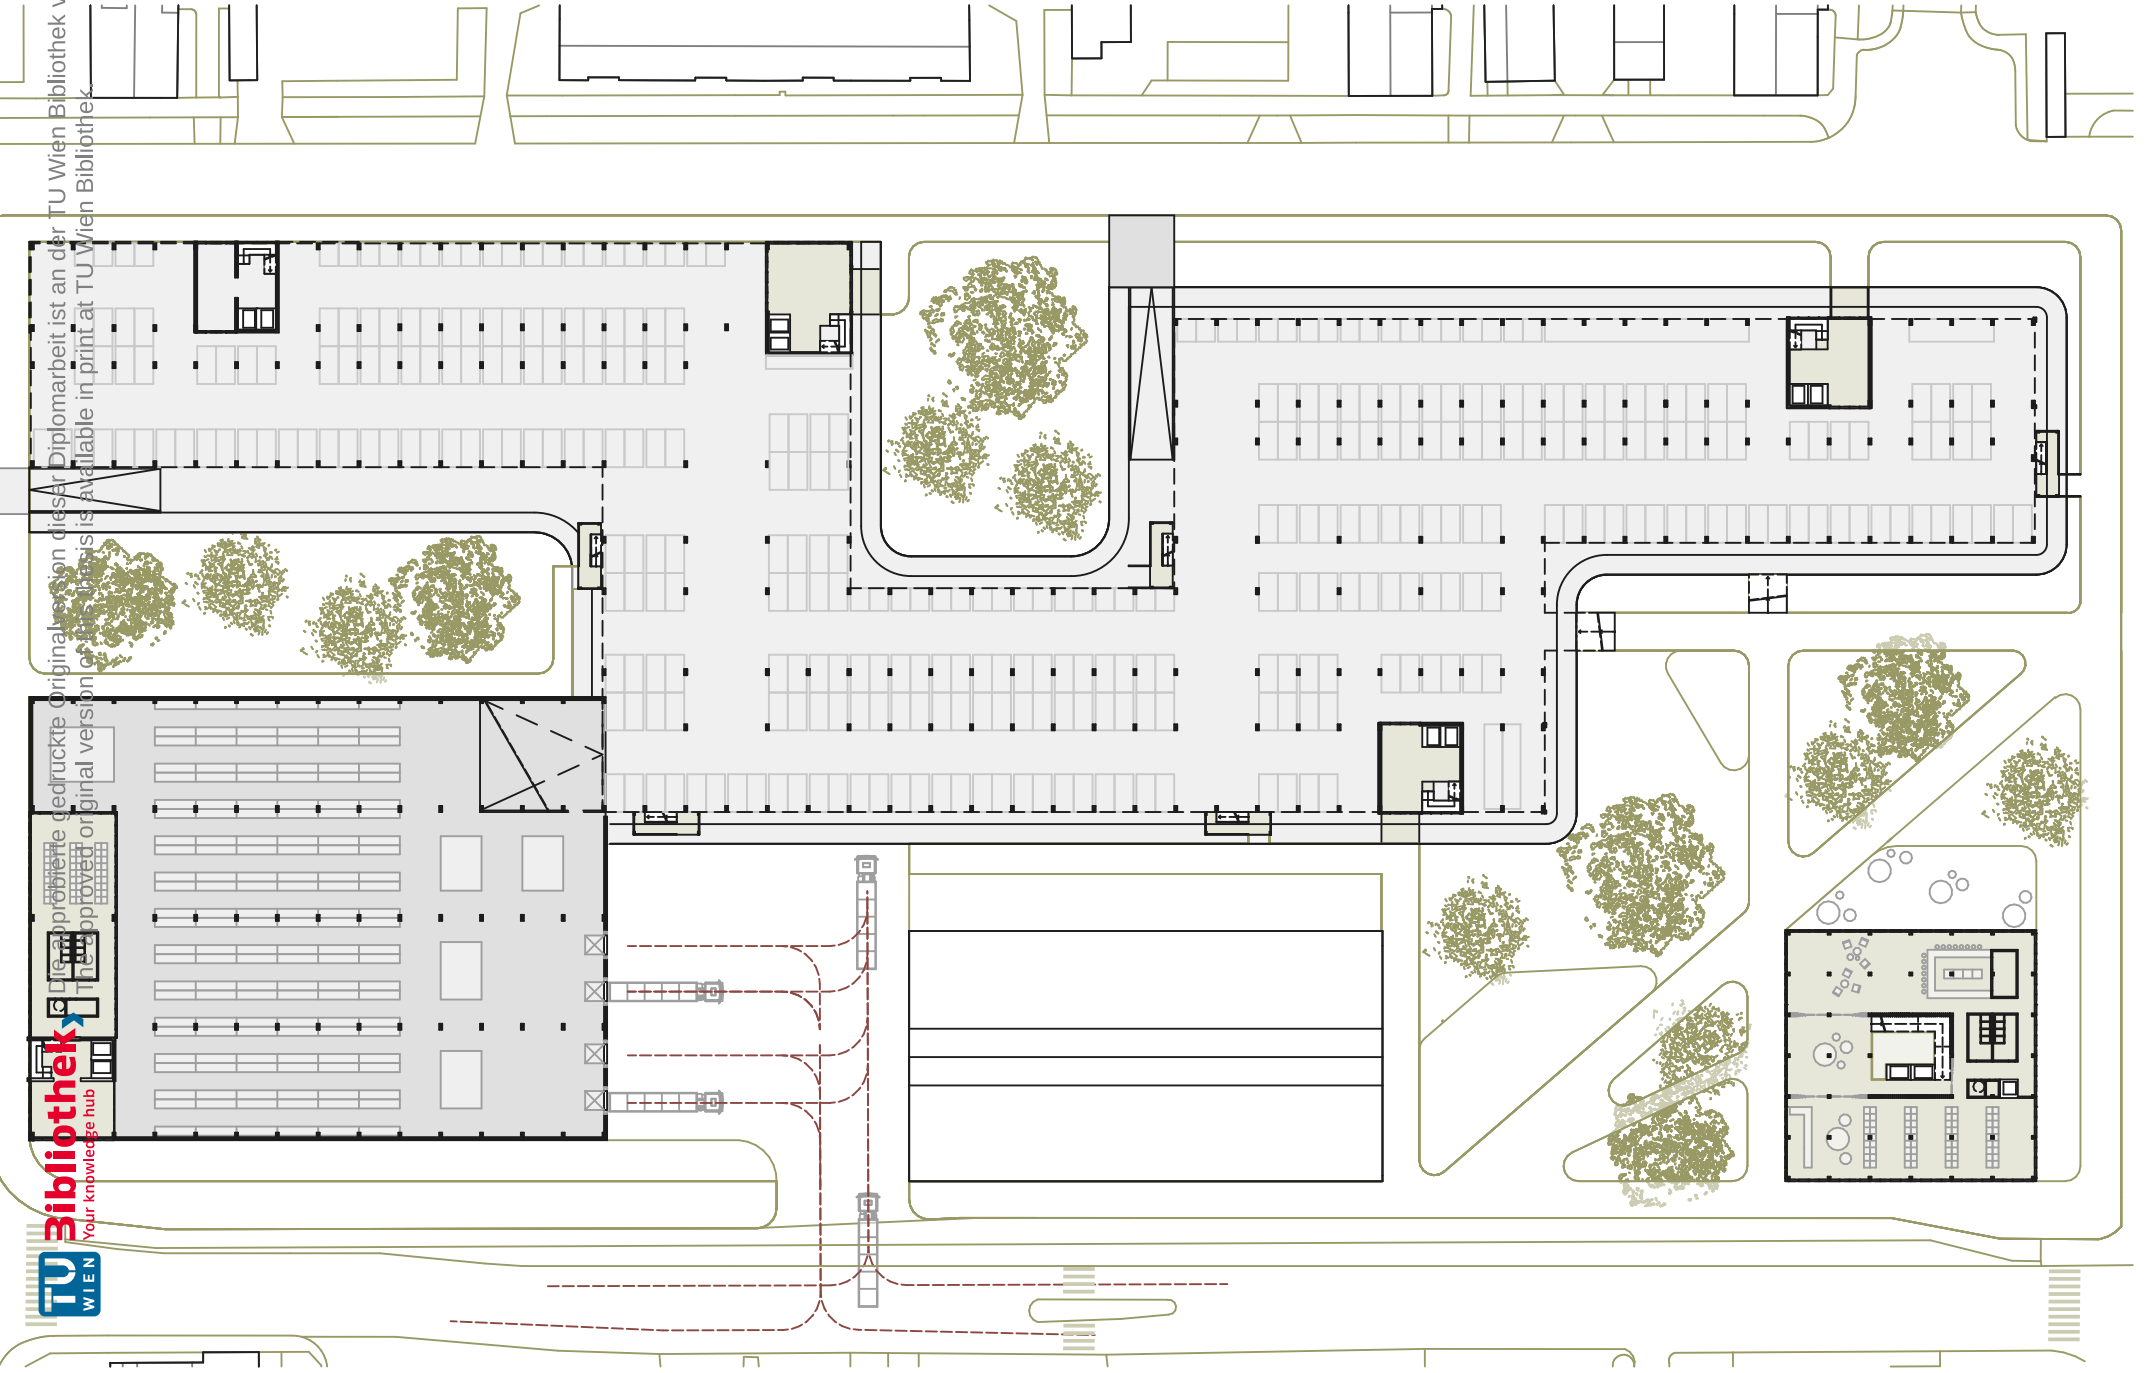 Die approbierte gedruckte Originalversion dieser Diplomarbeit ist an der TU Wien Bibliothek v
The approved original version of this thesis is available in print at TU Wien Bibliothek.
Bibliothek
Your knowledge hub
TU
WIEN